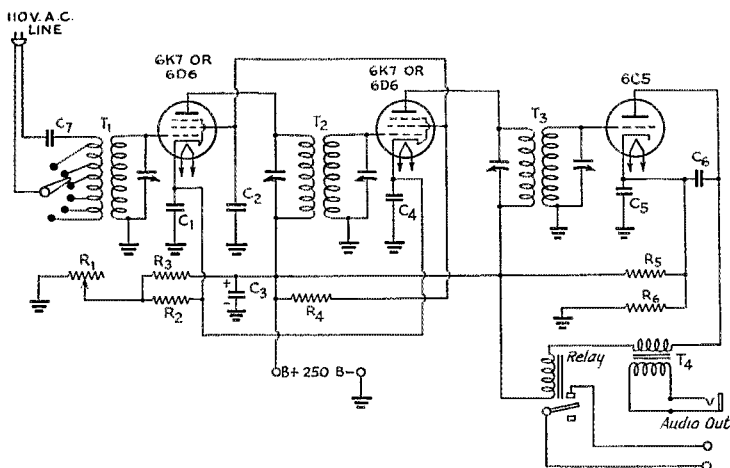 110V. A.C.
LINE
6K7 OR
6D6
6K7 OR
6D6
6C5
C7
T1
T2
T3
C6
C1
C2
C4
C5
R1
R3
R2
C3
R4
R5
R6
B+ 250 B-
Relay
T4
Audio Out
+
-